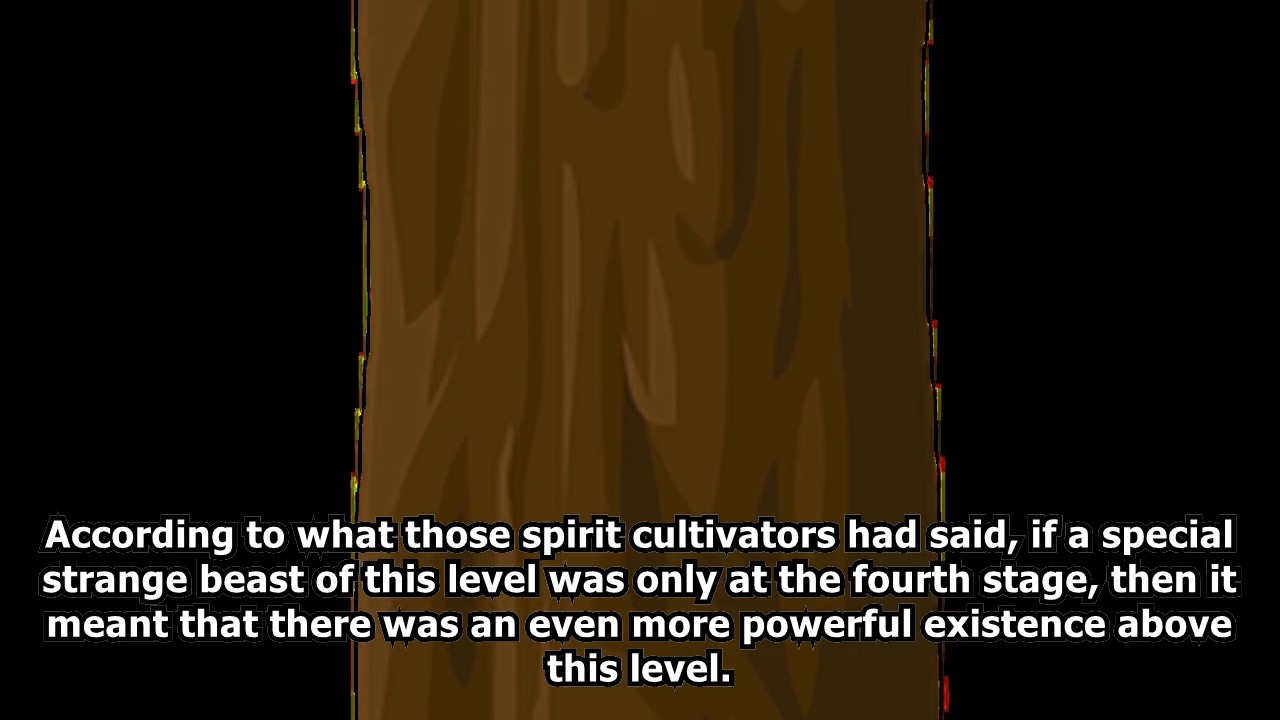 According to what those spirit cultivators had said, if a special
strange beast of this level was only at the fourth stage, then it
meant that there was an even more powerful existence above
this level.